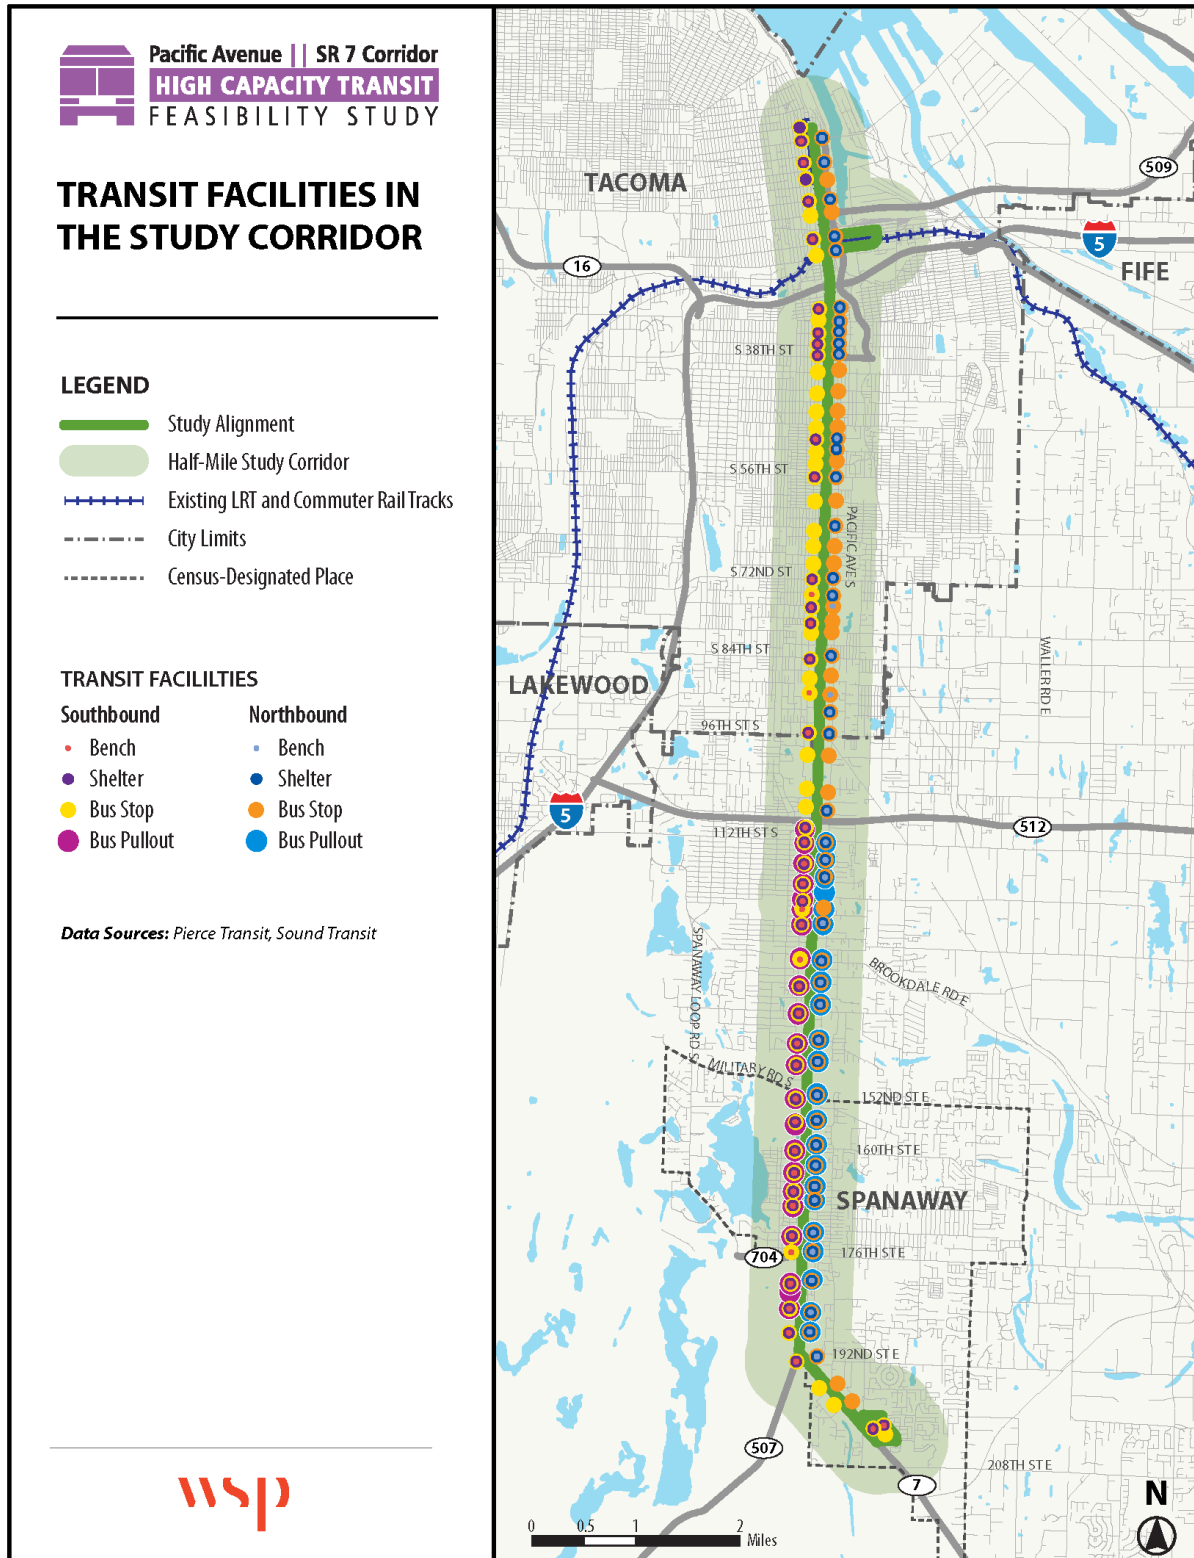 Pacific Avenue || SR 7 Corridor
HIGH CAPACITY TRANSIT
FEASIBILITY STUDY
TRANSIT FACILITIES IN
THE STUDY CORRIDOR
LEGEND
Study Alignment
Half-Mile Study Corridor
Existing LRT and Commuter Rail Tracks
City Limits
Census-Designated Place
TRANSIT FACILILTIES
Southbound
Northbound
Bench
Bench
Shelter
Shelter
Bus Stop
Bus Stop
Bus Pullout
Bus Pullout
Data Sources: Pierce Transit, Sound Transit
wsp
TACOMA
509
5
FIFE
16
S 38TH ST
S 56TH ST
PACIFIC AVE S
S 72ND ST
S 84TH ST
WALLER RD E
LAKEWOOD
96TH ST S
5
112TH ST S
512
SPANAWAY LOOP RD S
BROOKDALE RD E
MILITARY RD S
152ND ST E
160TH ST E
SPANAWAY
704
176TH ST E
192ND ST E
507
208TH ST E
7
N
0 0.5 1 2
Miles